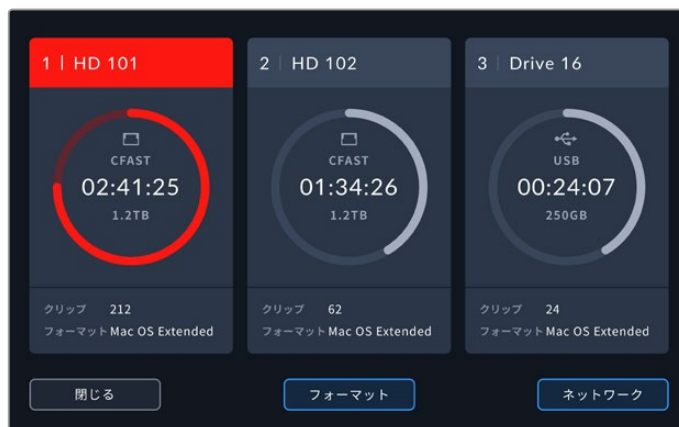 1 | HD 101
CFAST
02:41:25
1.2TB
クリップ 212
フォーマット Mac OS Extended
2 | HD 102
CFAST
01:34:26
1.2TB
クリップ 62
フォーマット Mac OS Extended
3 | Drive 16
USB
00:24:07
250GB
クリップ 24
フォーマット Mac OS Extended
閉じる
フォーマット
ネットワーク